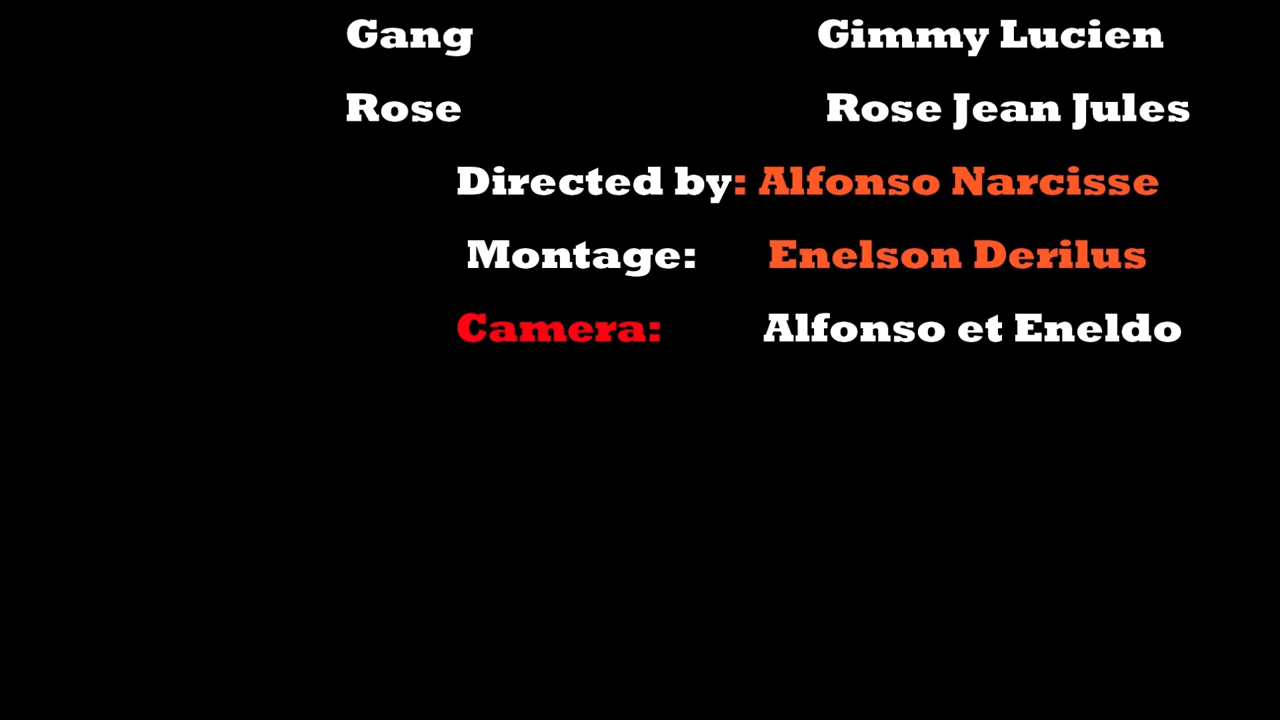 Gang Gimmy Lucien
Rose Rose Jean Jules
Directed by: Alfonso Narcisse
Montage: Enelson Derilus
Camera: Alfonso et Eneldo